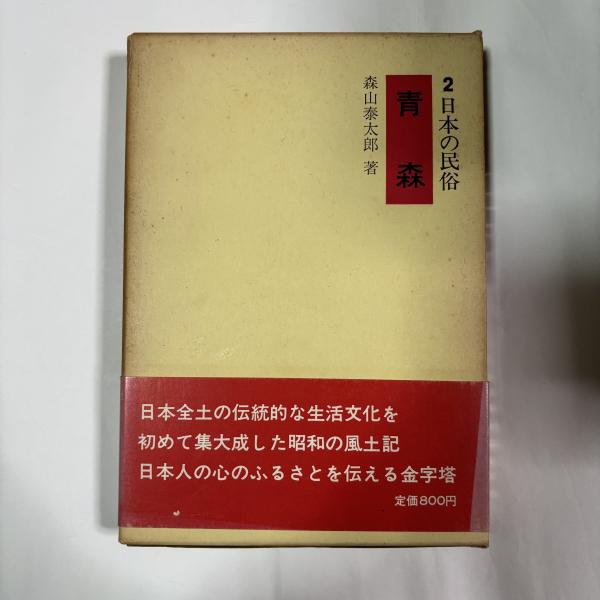 2 日本の民俗
青森
森山泰太郎 著
日本全土の伝統的な生活文化を
初めて集大成した昭和の風土記
日本人の心のふるさとを伝える金字塔
定価800円